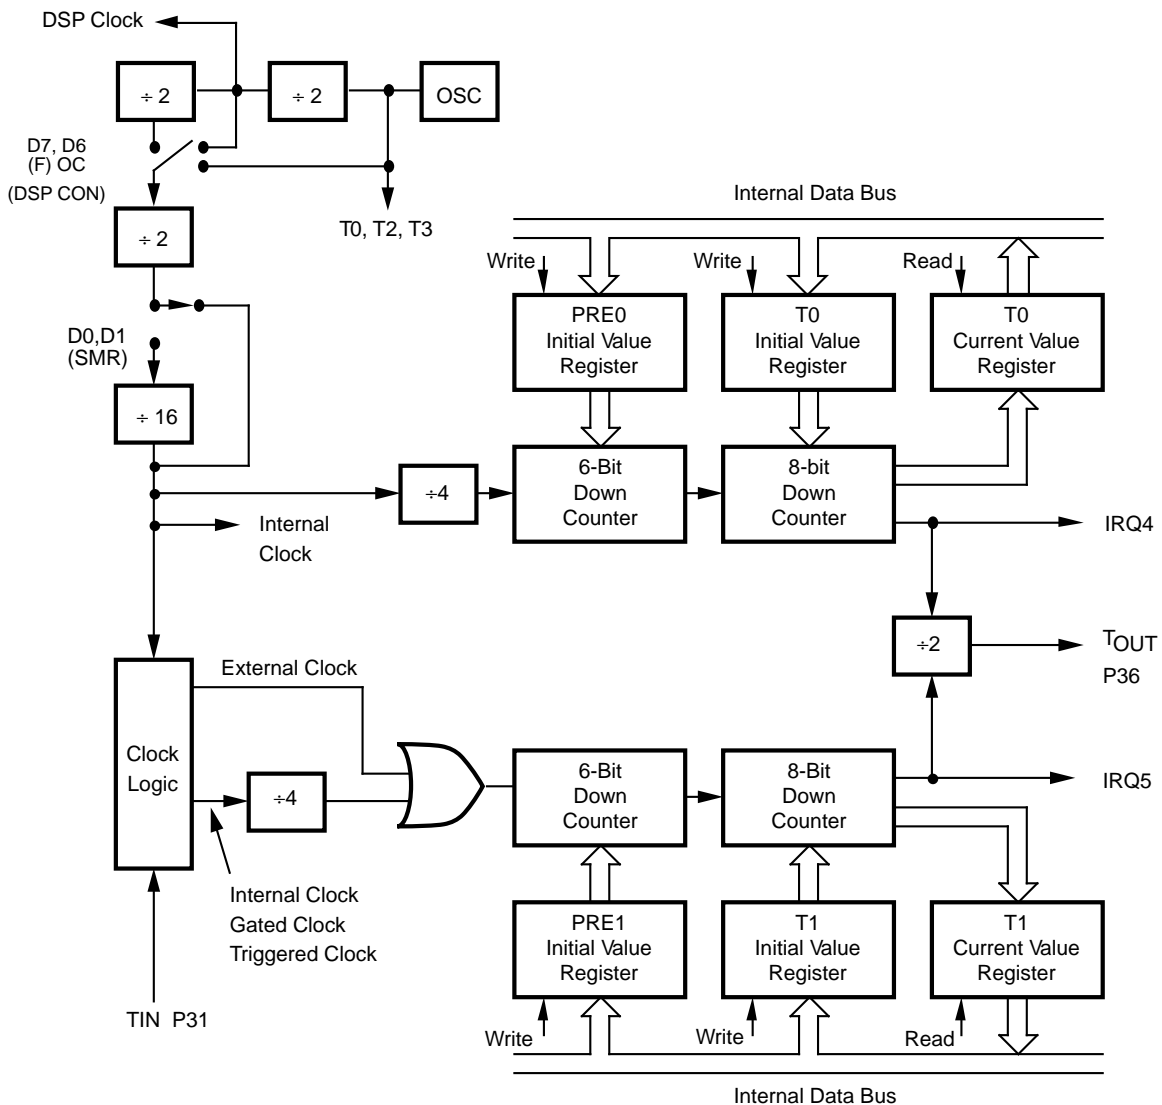 DSP Clock
÷ 2
÷ 2
OSC
D7, D6
(F) OC
(DSP CON)
÷ 2
T0, T2, T3
D0,D1
(SMR)
÷ 16
Internal
Clock
Internal Data Bus
Write
Write
Read
PRE0
Initial Value
Register
T0
Initial Value
Register
T0
Current Value
Register
÷4
6-Bit
Down
Counter
8-bit
Down
Counter
IRQ4
÷2
TOUT
P36
External Clock
Clock
Logic
÷4
6-Bit
Down
Counter
8-Bit
Down
Counter
IRQ5
Internal Clock
Gated Clock
Triggered Clock
PRE1
Initial Value
Register
T1
Initial Value
Register
T1
Current Value
Register
TIN P31
Write
Write
Read
Internal Data Bus